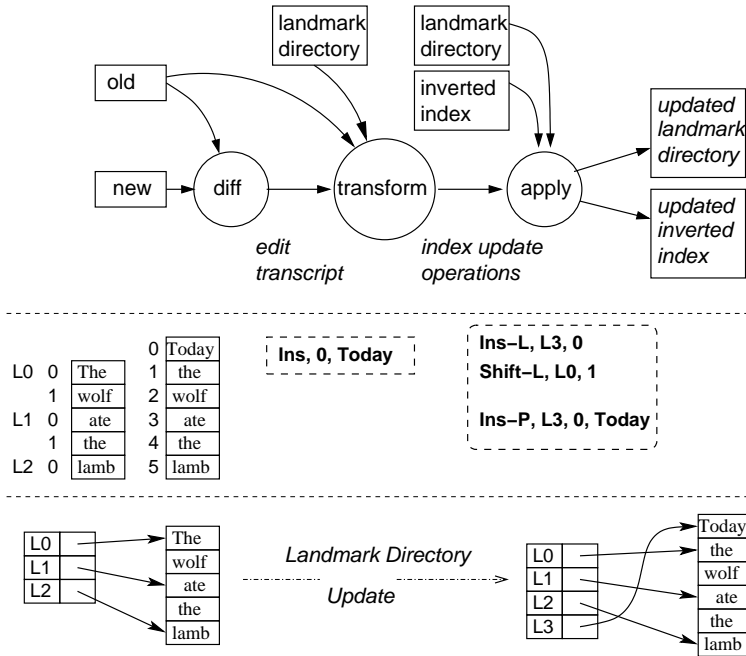 landmark
directory
landmark
directory
old
inverted
index
updated
landmark
directory
new
diff
transform
apply
updated
inverted
index
edit
transcript
index update
operations
0 Today
L0 0 The 1 the
1 wolf 2 wolf
L1 0 ate 3 ate
1 the 4 the
L2 0 lamb 5 lamb
Ins, 0, Today
Ins-L, L3, 0
Shift-L, L0, 1
Ins-P, L3, 0, Today
L0
L1
L2
The
wolf
ate
the
lamb
Landmark Directory
Update
L0
L1
L2
L3
Today
the
wolf
ate
the
lamb